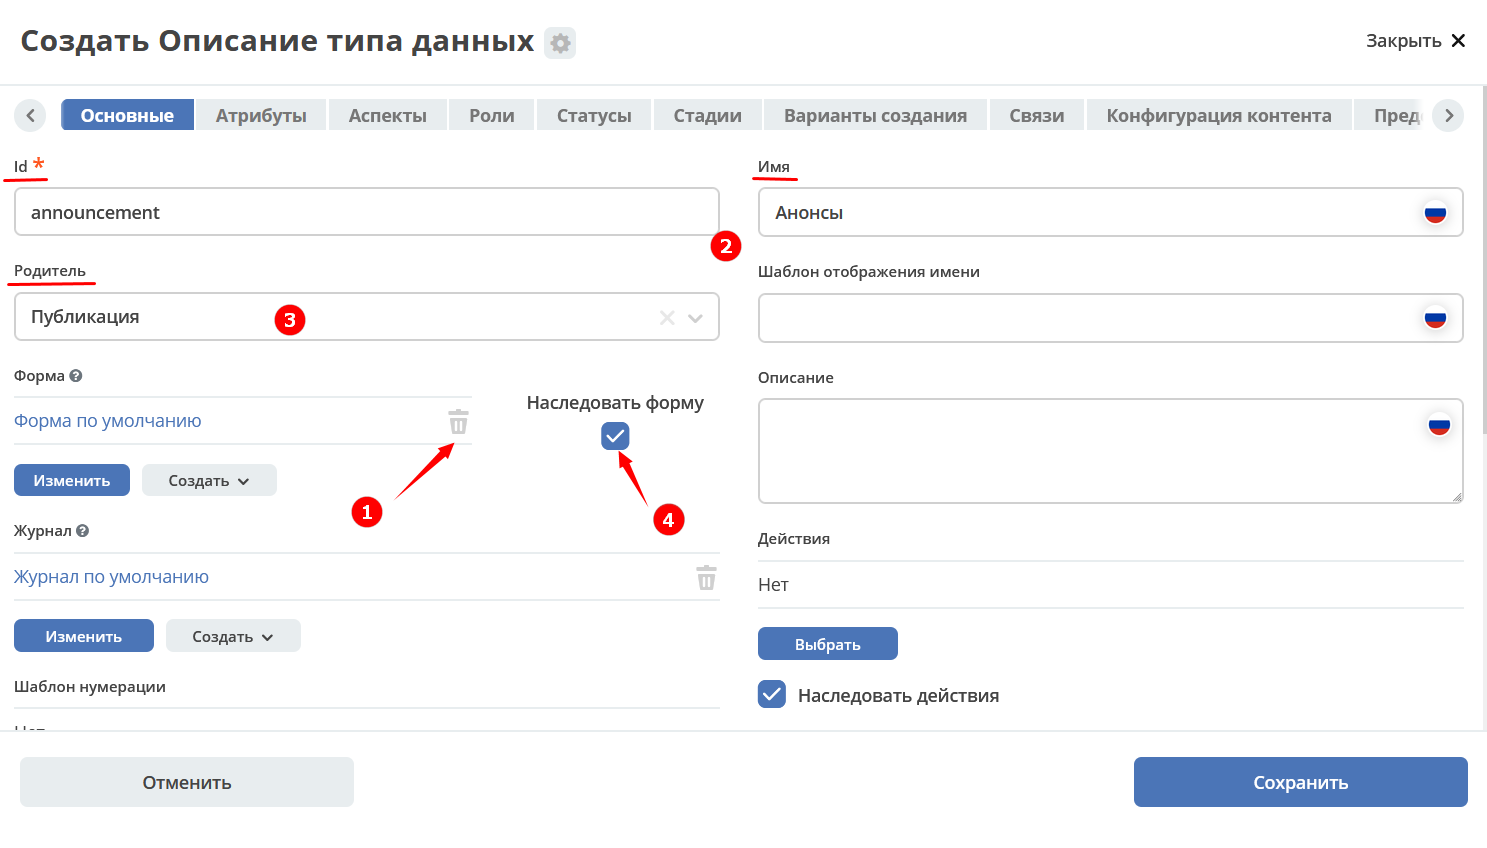 Создать Описание типа данных
Закрыть
Основные Атрибуты Аспекты Роли Статусы Стадии Варианты создания Связи Конфигурация контента Пред
Id *
announcement
Имя
Анонсы
2
Родитель
Публикация
3
Шаблон отображения имени
Форма ?
Форма по умолчанию
Наследовать форму
Изменить Создать
1
4
Описание
Журнал ?
Журнал по умолчанию
Изменить Создать
Действия
Нет
Выбрать
Наследовать действия
Шаблон нумерации
Нет
Отменить
Сохранить